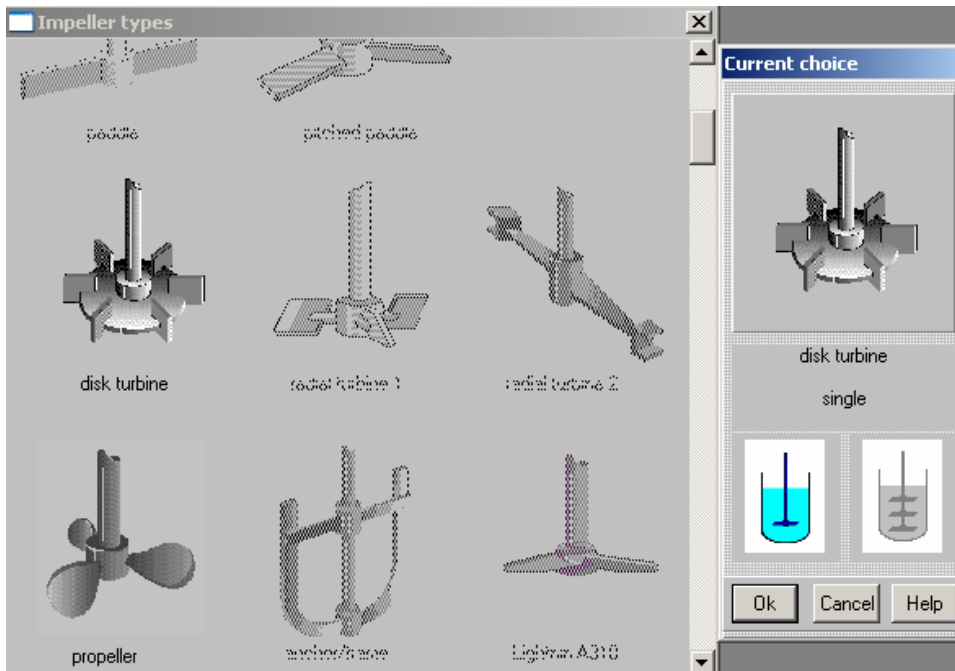 Impeller types
Current choice
paddle
pitched paddle
disk turbine
radial turbine 1
radial turbine 2
disk turbine
single
propeller
anchor/frame
Lightnin A310
Ok
Cancel
Help